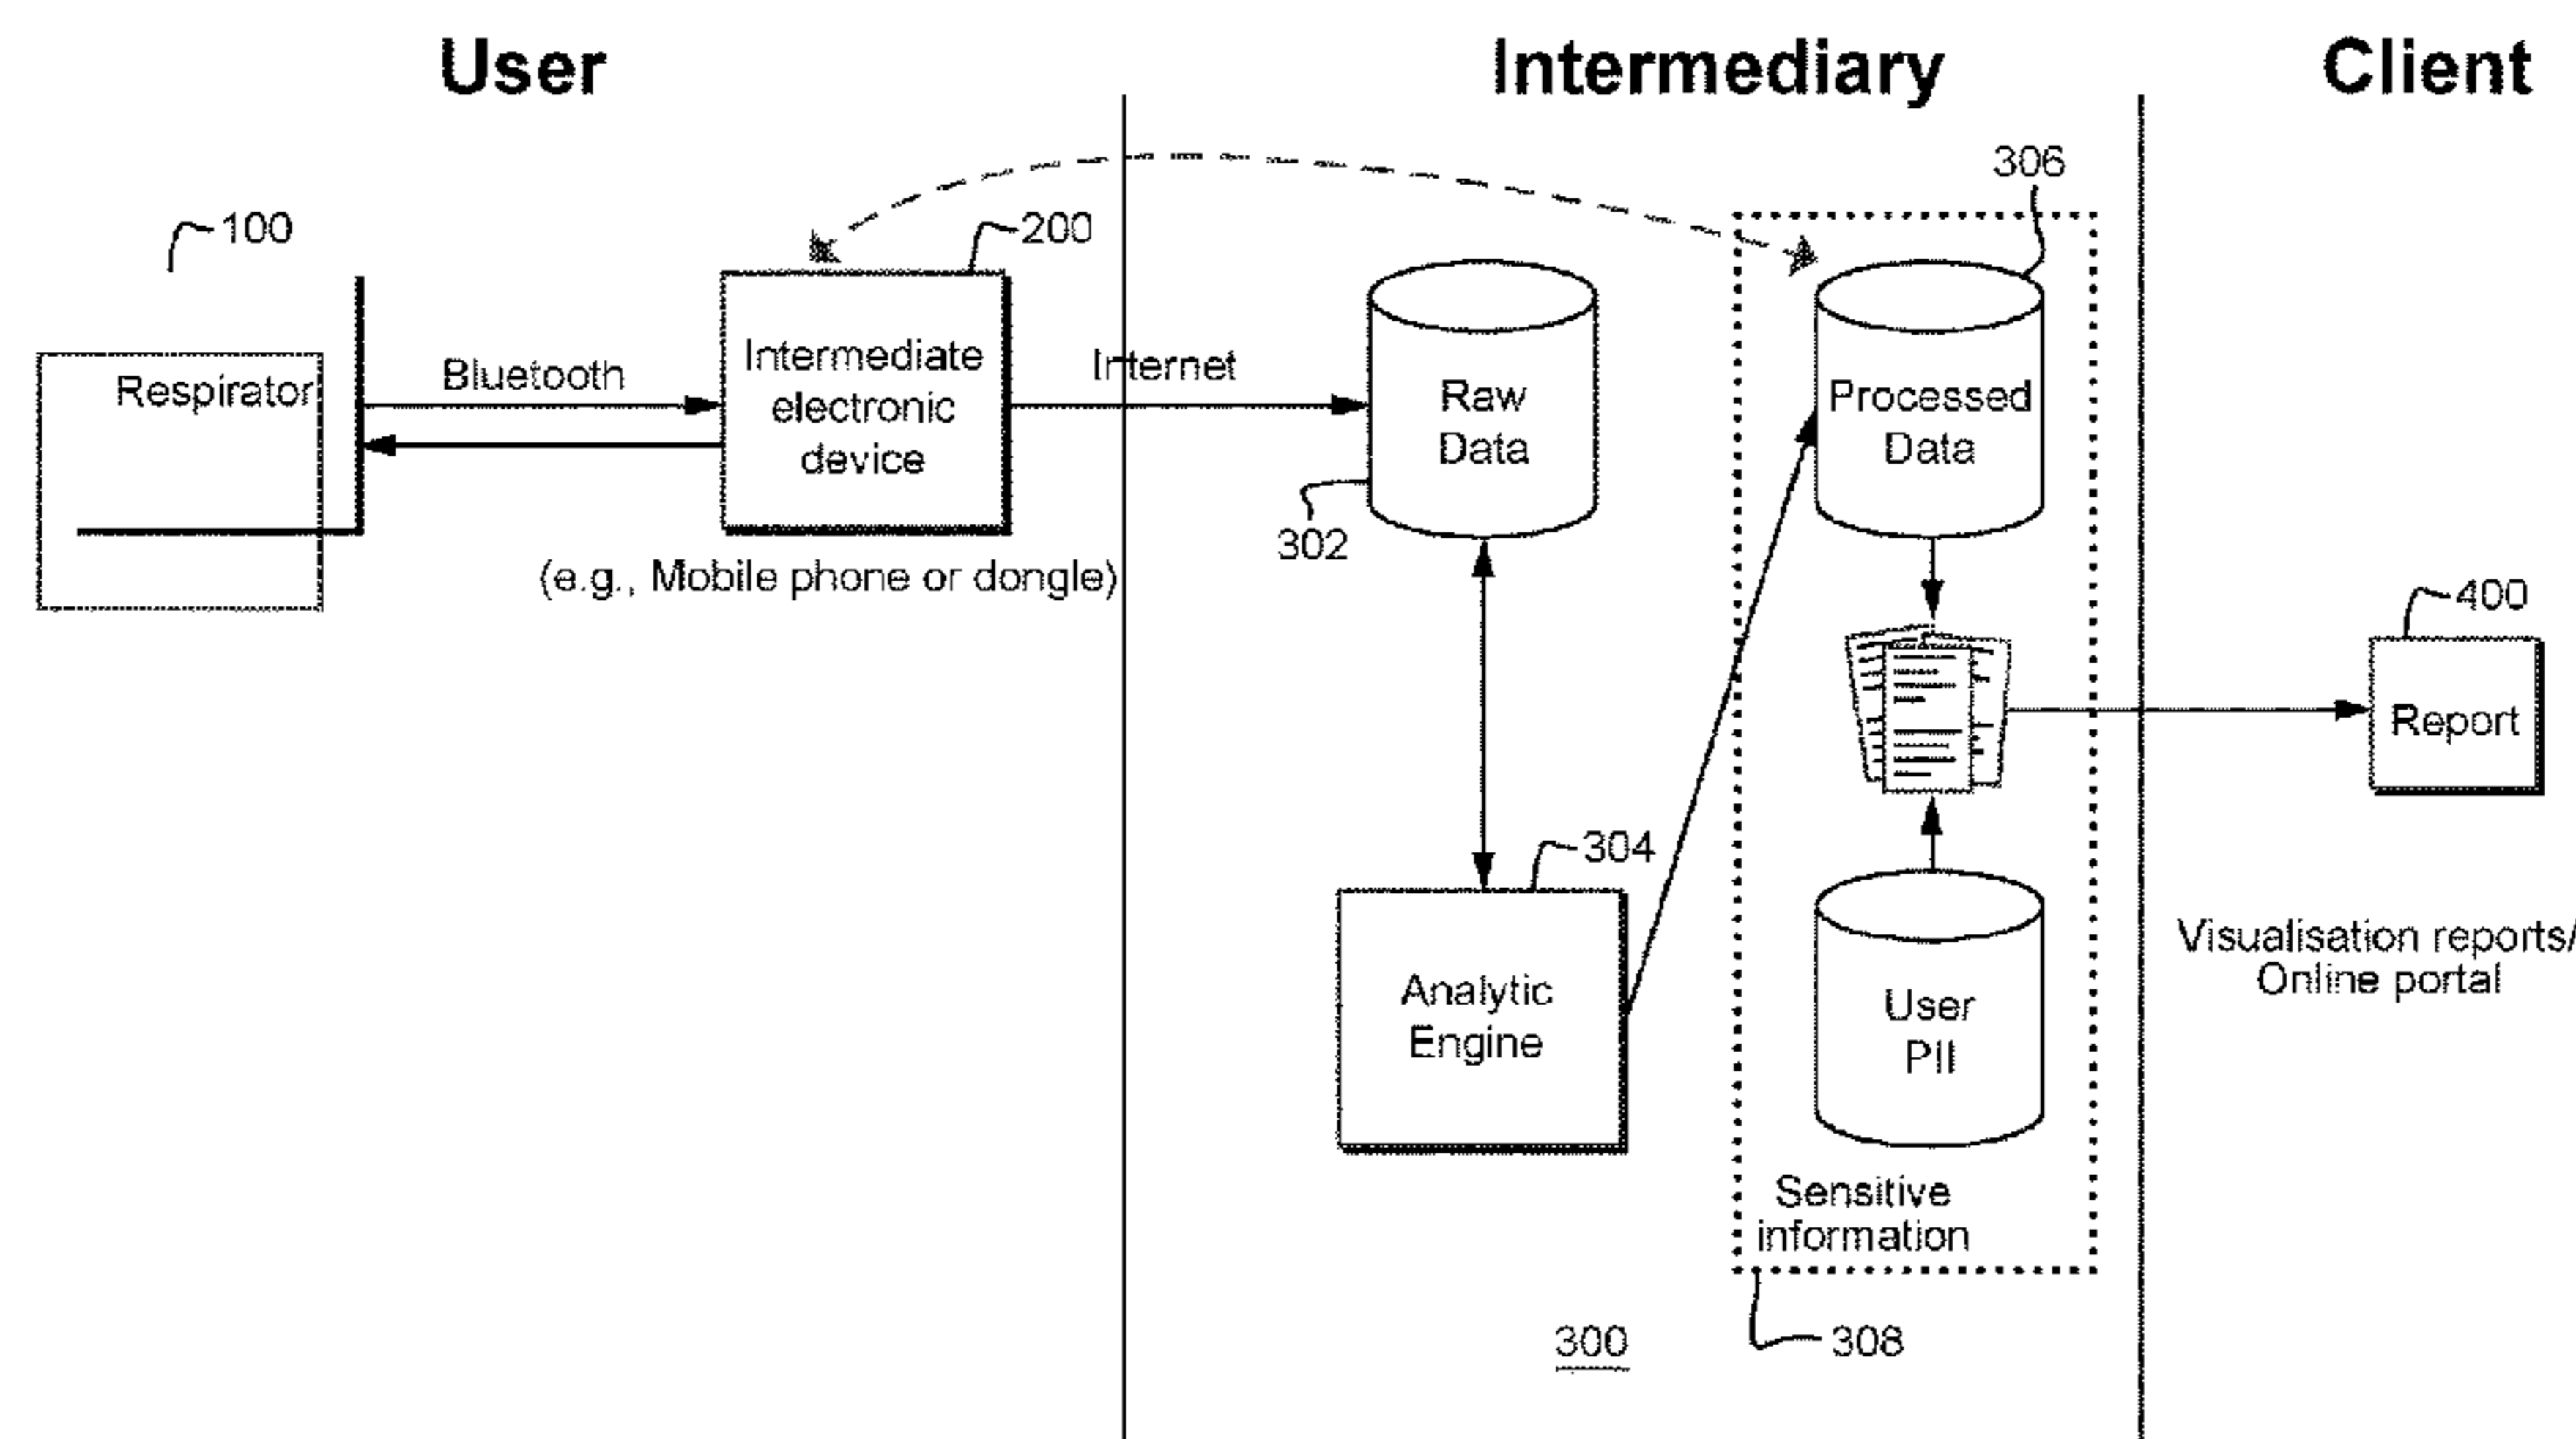 User
Intermediary
Client
100
200
306
Respirator
Bluetooth
Intermediate
electronic
device
(e.g., Mobile phone or dongle)
Internet
Raw
Data
302
Processed
Data
400
Report
304
Analytic
Engine
User
PII
Visualisation reports/
Online portal
Sensitive
information
300
308